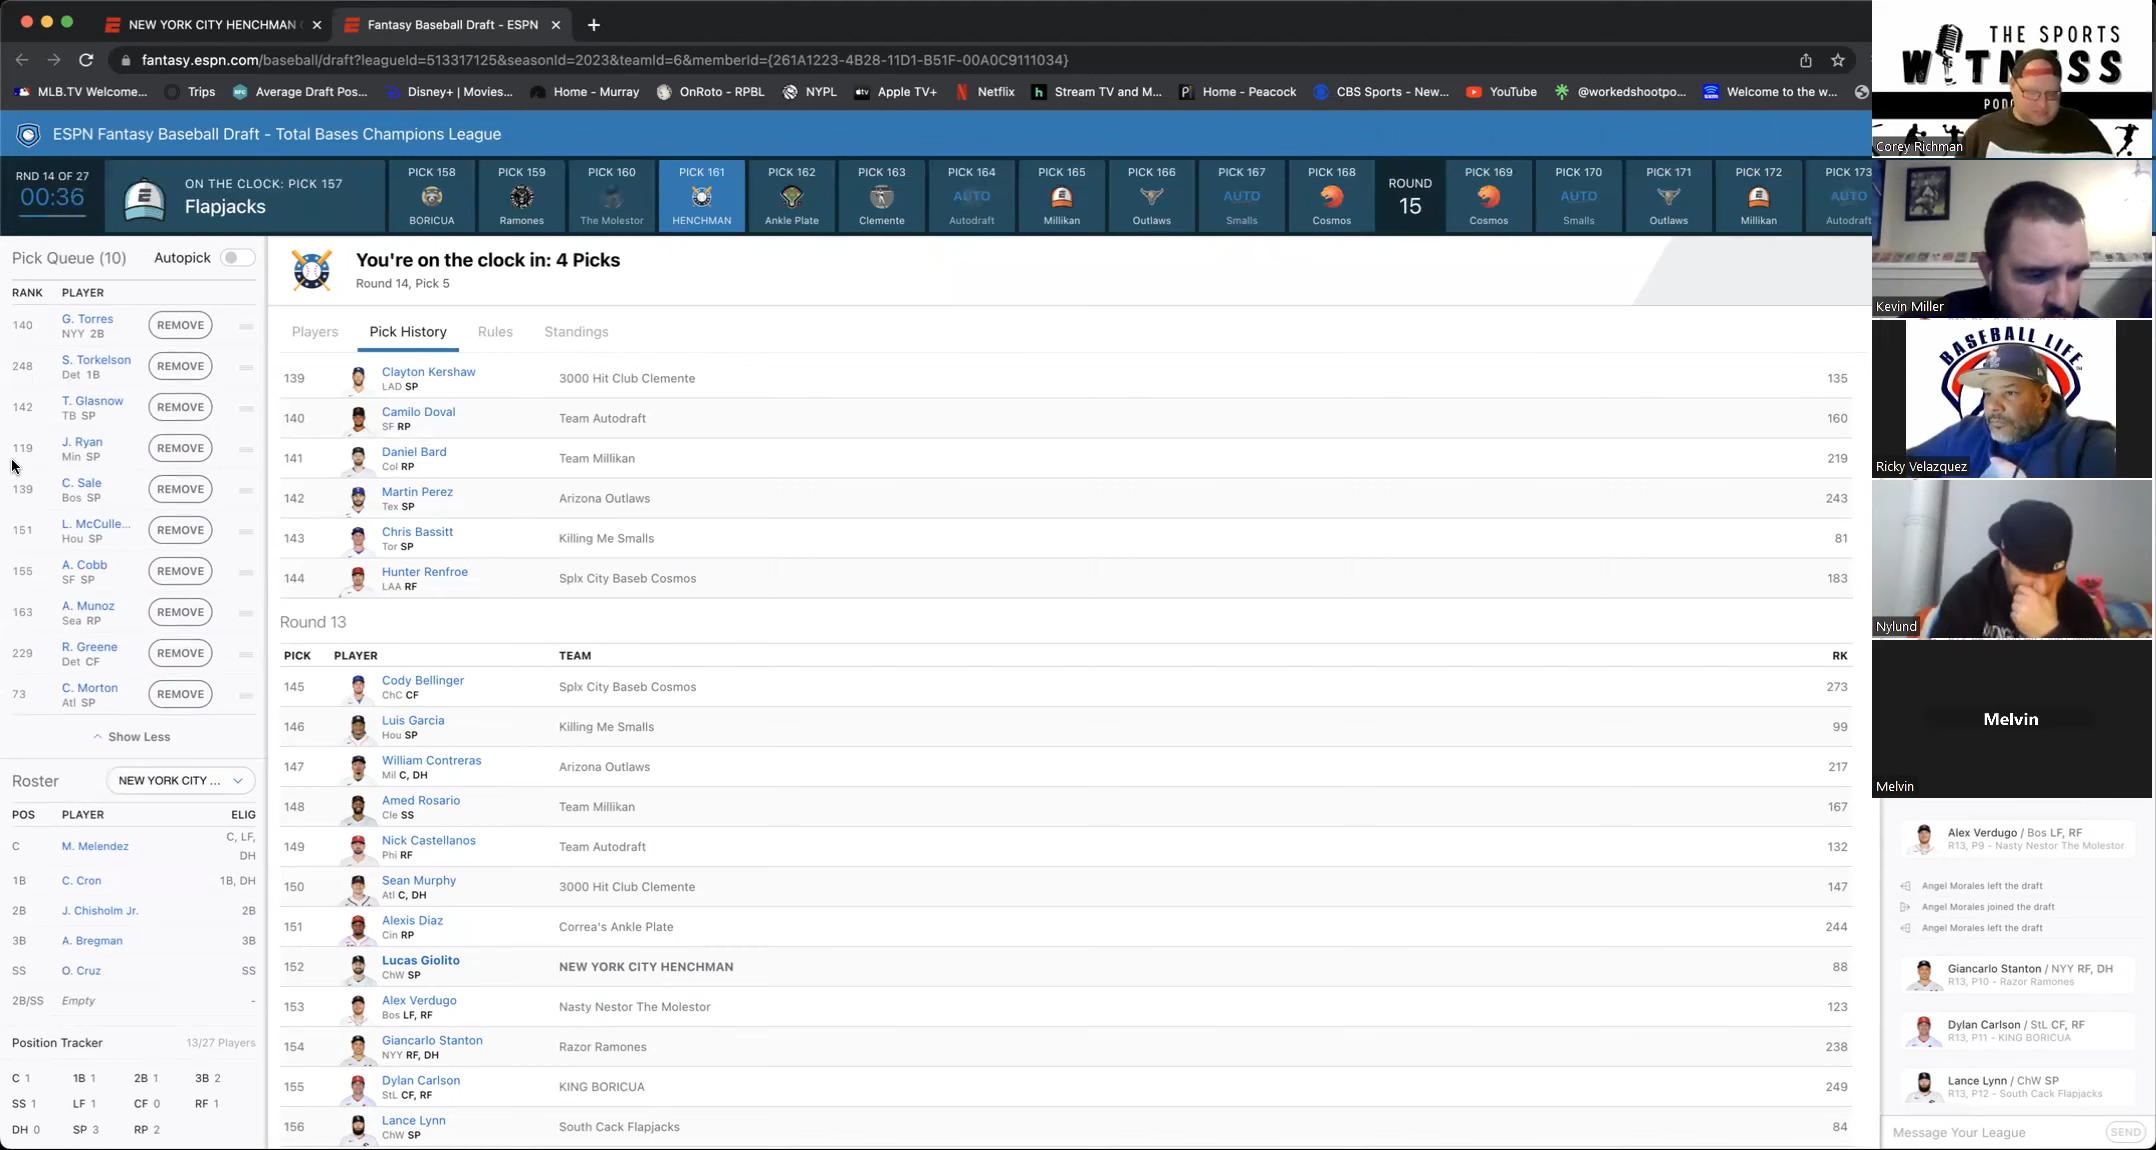 NEW YORK CITY HENCHMAN
Fantasy Baseball Draft - ESPN
fantasy.espn.com/baseball/draft?leagueId=513317125&seasonId=2023&teamId=6&memberId={261A1223-4B28-11D1-B51F-00A0C9111034}
MLB.TV Welcome... Trips Average Draft Pos... Disney+ | Movies... Home - Murray OnRoto - RPBL NYPL Apple TV+ Netflix Stream TV and M... Home - Peacock CBS Sports - New... YouTube @workedshootpo... Welcome to the w...
ESPN Fantasy Baseball Draft - Total Bases Champions League
RND 14 OF 27
00:36
ON THE CLOCK: PICK 157
Flapjacks
PICK 158
BORICUA
PICK 159
Ramones
PICK 160
The Molestor
PICK 161
HENCHMAN
PICK 162
Ankle Plate
PICK 163
Clemente
PICK 164
AUTO
Autodraft
PICK 165
Millikan
PICK 166
Outlaws
PICK 167
AUTO
Smalls
PICK 168
Cosmos
ROUND
15
PICK 169
Cosmos
PICK 170
AUTO
Smalls
PICK 171
Outlaws
PICK 172
Millikan
PICK 173
AUTO
Autodraft
Pick Queue (10) Autopick
RANK PLAYER
140 G. Torres REMOVE
NYY 2B
248 S. Torkelson REMOVE
Det 1B
142 T. Glasnow REMOVE
TB SP
119 J. Ryan REMOVE
Min SP
139 C. Sale REMOVE
Bos SP
151 L. McCulle... REMOVE
Hou SP
155 A. Cobb REMOVE
SF SP
163 A. Munoz REMOVE
Sea RP
229 R. Greene REMOVE
Det CF
73 C. Morton REMOVE
Atl SP
Show Less
Roster NEW YORK CITY ...
POS PLAYER ELIG
C M. Melendez C, LF, DH
1B C. Cron 1B, DH
2B J. Chisholm Jr. 2B
3B A. Bregman 3B
SS O. Cruz SS
2B/SS Empty -
Position Tracker 13/27 Players
C 1 1B 1 2B 1 3B 2
SS 1 LF 1 CF 0 RF 1
DH 0 SP 3 RP 2
You're on the clock in: 4 Picks
Round 14, Pick 5
Players Pick History Rules Standings
139 Clayton Kershaw 3000 Hit Club Clemente 135
LAD SP
140 Camilo Doval Team Autodraft 160
SF RP
141 Daniel Bard Team Millikan 219
Col RP
142 Martin Perez Arizona Outlaws 243
Tex SP
143 Chris Bassitt Killing Me Smalls 81
Tor SP
144 Hunter Renfroe Splx City Baseb Cosmos 183
LAA RF
Round 13
PICK PLAYER TEAM RK
145 Cody Bellinger Splx City Baseb Cosmos 273
ChC CF
146 Luis Garcia Killing Me Smalls 99
Hou SP
147 William Contreras Arizona Outlaws 217
Mil C, DH
148 Amed Rosario Team Millikan 167
Cle SS
149 Nick Castellanos Team Autodraft 132
Phi RF
150 Sean Murphy 3000 Hit Club Clemente 147
Atl C, DH
151 Alexis Diaz Correa's Ankle Plate 244
Cin RP
152 Lucas Giolito NEW YORK CITY HENCHMAN 88
ChW SP
153 Alex Verdugo Nasty Nestor The Molestor 123
Bos LF, RF
154 Giancarlo Stanton Razor Ramones 238
NYY RF, DH
155 Dylan Carlson KING BORICUA 249
StL CF, RF
156 Lance Lynn South Cack Flapjacks 84
ChW SP
THE SPORTS
WITNESS
Corey Richman
Kevin Miller
BASEBALL LIFE
Ricky Velazquez
Nylund
Melvin
Melvin
Alex Verdugo / Bos LF, RF
R13, P9 - Nasty Nestor The Molestor
Angel Morales left the draft
Angel Morales joined the draft
Angel Morales left the draft
Giancarlo Stanton / NYY RF, DH
R13, P10 - Razor Ramones
Dylan Carlson / StL CF, RF
R13, P11 - KING BORICUA
Lance Lynn / ChW SP
R13, P12 - South Cack Flapjacks
Message Your League SEND